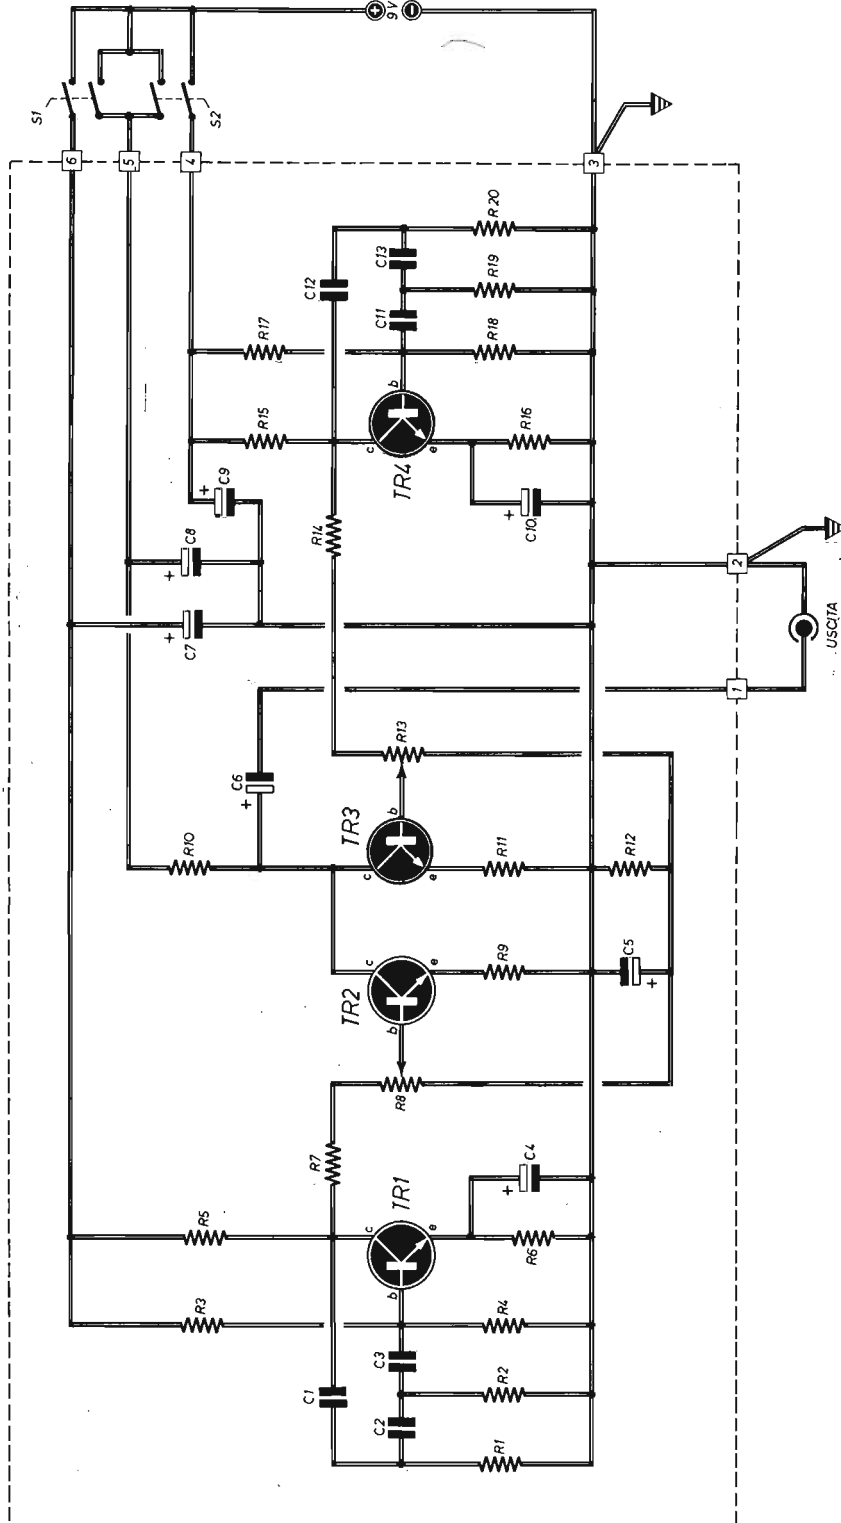 S1
S2
+
9V
−
6
5
4
3
R17
C12
C13
R20
C11
R19
R18
R15
b
c
e
TR4
R16
+
C9
+
C8
+
C7
R14
+
C10
2
USCITA
1
C6
+
R13
R10
TR3
b
c
e
R11
R12
TR2
c
e
b
R9
C5
+
R8
R7
TR1
c
e
b
+
C4
R5
R6
R3
R4
C3
C1
C2
R2
R1